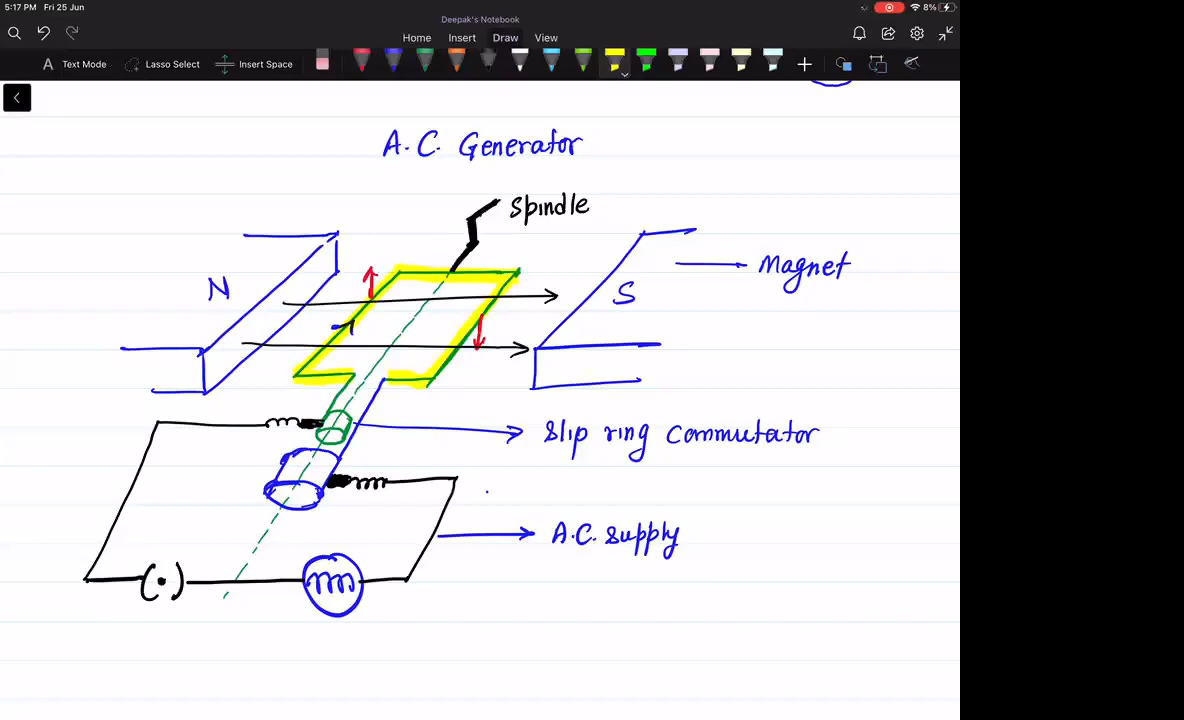 5:17 PM Fri 25 Jun
8%
Deepak's Notebook
Home Insert Draw View
A Text Mode Lasso Select Insert Space
A.C. Generator
Spindle
N
S
Magnet
Slip ring Commutator
A.C. Supply